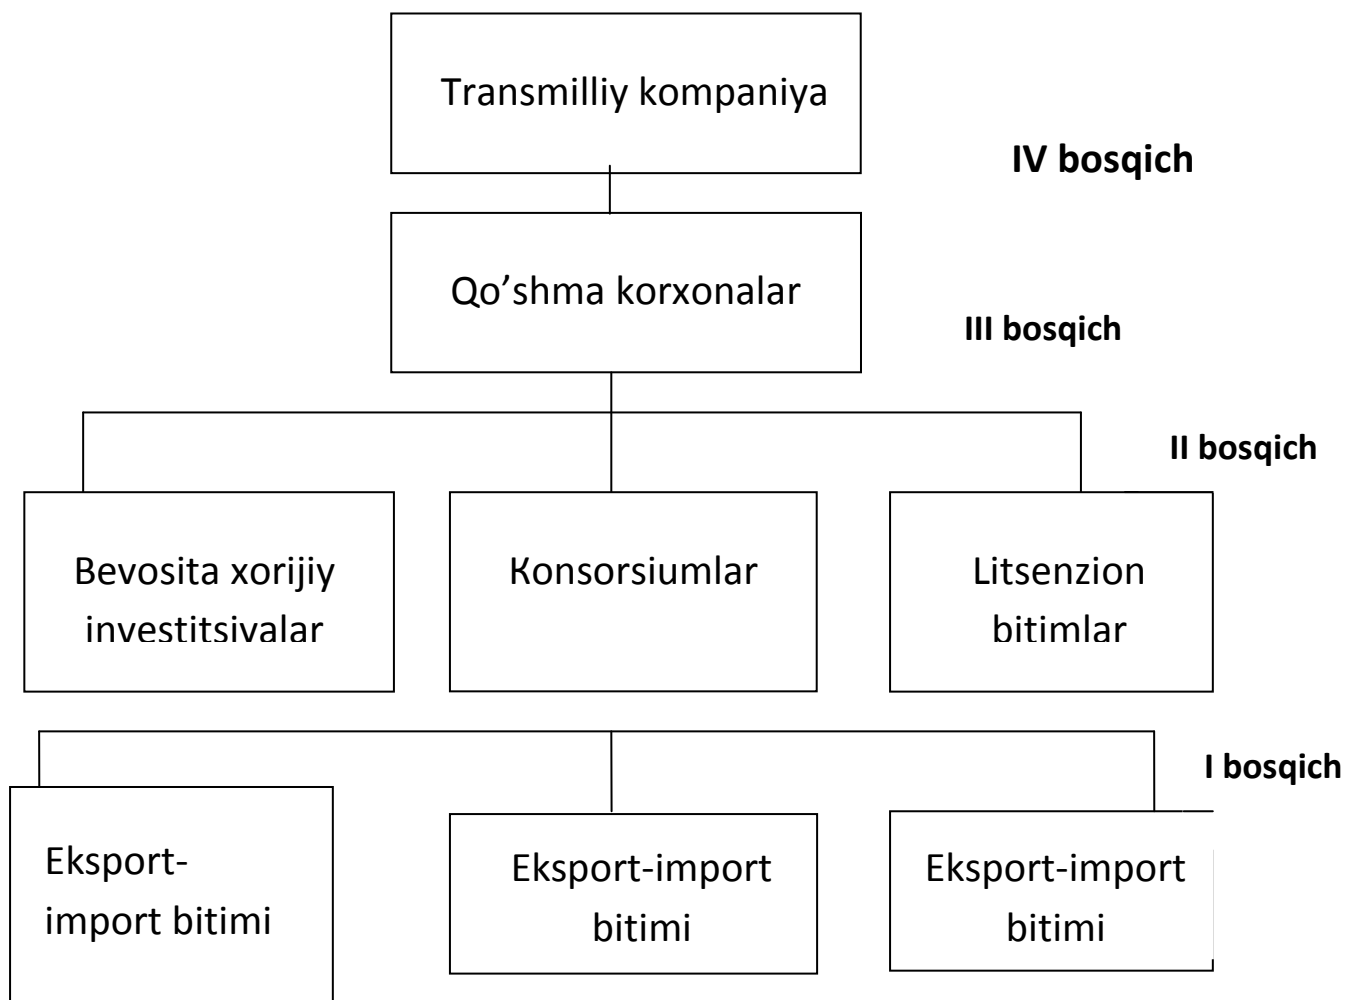 Transmilliy kompaniya
IV bosqich
Qo’shma korxonalar
III bosqich
II bosqich
Bevosita xorijiy
investitsiyalar
Konsorsiumlar
Litsenzion
bitimlar
I bosqich
Eksport-
import bitimi
Eksport-import
bitimi
Eksport-import
bitimi